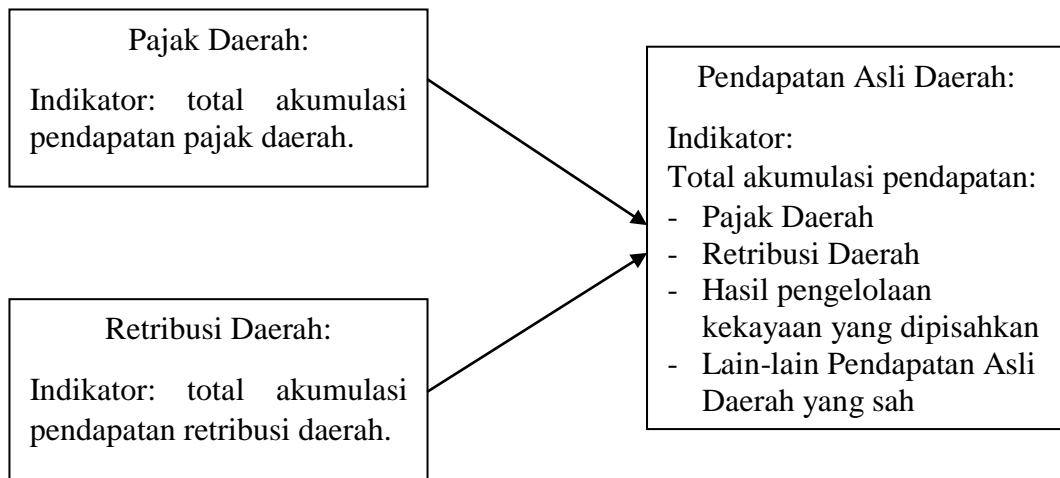 Pajak Daerah:
Indikator: total akumulasi
pendapatan pajak daerah.
Retribusi Daerah:
Indikator: total akumulasi
pendapatan retribusi daerah.
Pendapatan Asli Daerah:
Indikator:
Total akumulasi pendapatan:
- Pajak Daerah
- Retribusi Daerah
- Hasil pengelolaan
kekayaan yang dipisahkan
- Lain-lain Pendapatan Asli
Daerah yang sah